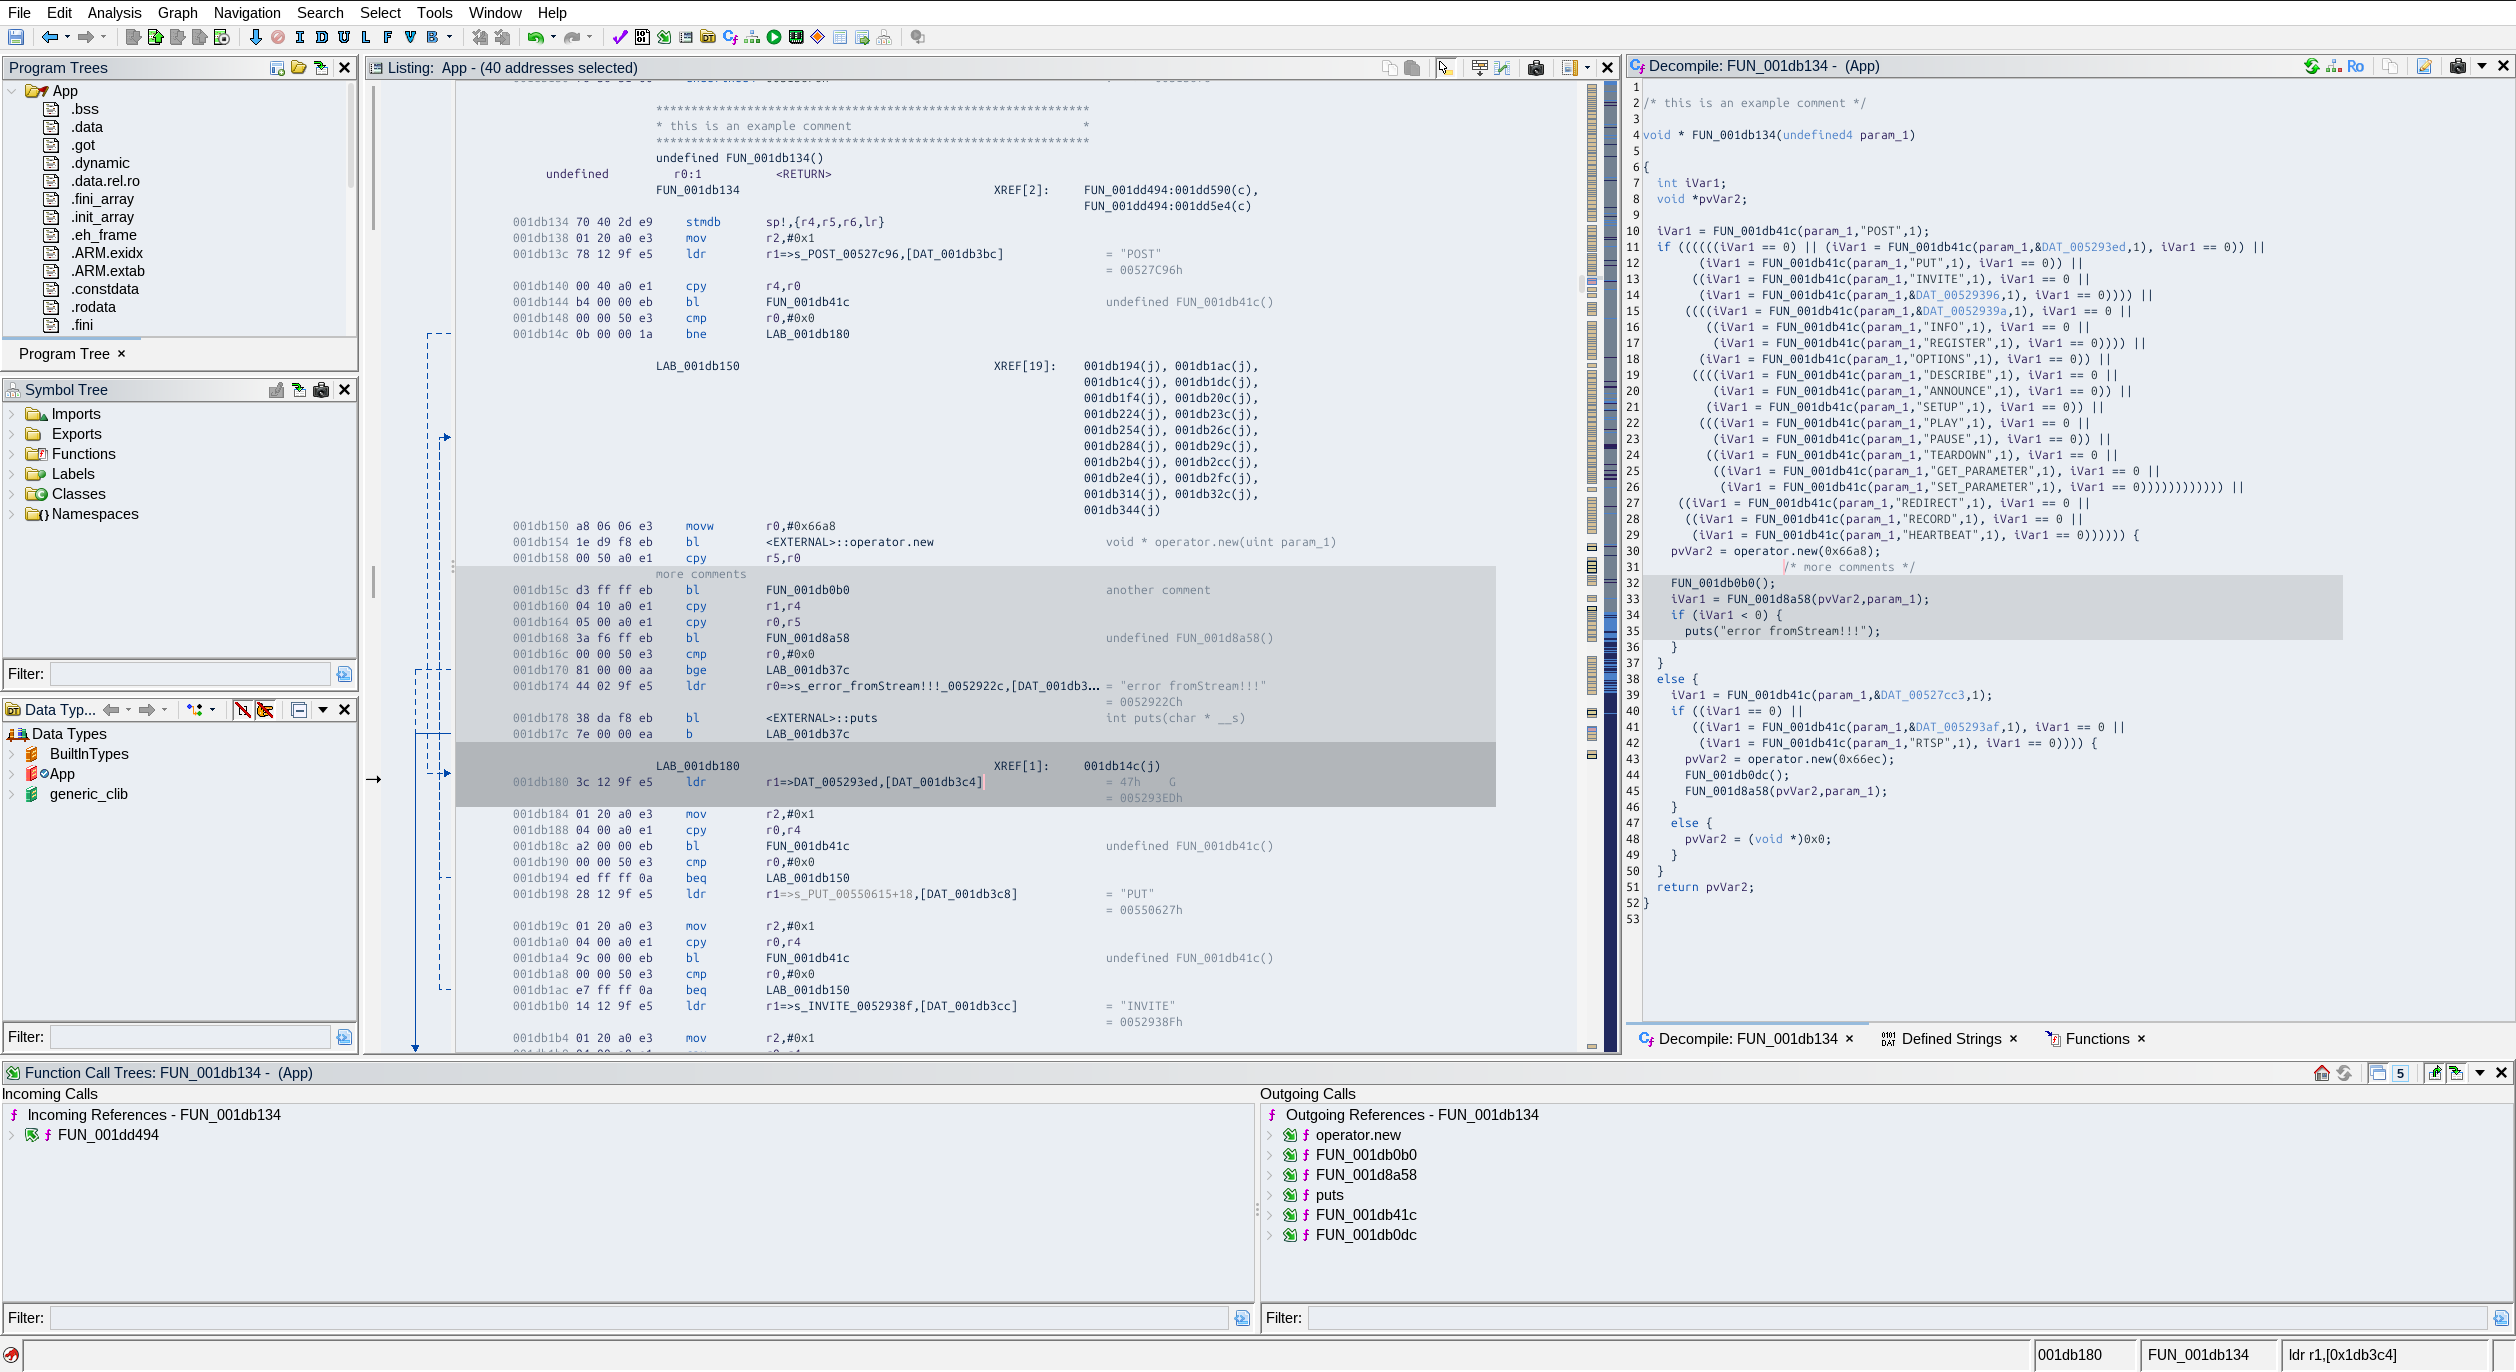 File Edit Analysis Graph Navigation Search Select Tools Window Help
I D U L F V B
Program Trees
App
.bss
.data
.got
.dynamic
.data.rel.ro
.fini_array
.init_array
.eh_frame
.ARM.exidx
.ARM.extab
.constdata
.rodata
.fini
Program Tree ×
Symbol Tree
Imports
Exports
Functions
Labels
Classes
Namespaces
Filter:
Data Typ...
Data Types
BuiltInTypes
App
generic_clib
Filter:
Listing: App - (40 addresses selected)
**************************************************************
* this is an example comment *
**************************************************************
undefined FUN_001db134()
undefined r0:1 <RETURN>
FUN_001db134 XREF[2]: FUN_001dd494:001dd590(c),
FUN_001dd494:001dd5e4(c)
001db134 70 40 2d e9 stmdb sp!,{r4,r5,r6,lr}
001db138 01 20 a0 e3 mov r2,#0x1
001db13c 78 12 9f e5 ldr r1=>s_POST_00527c96,[DAT_001db3bc] = "POST"
= 00527C96h
001db140 00 40 a0 e1 cpy r4,r0
001db144 b4 00 00 eb bl FUN_001db41c undefined FUN_001db41c()
001db148 00 00 50 e3 cmp r0,#0x0
001db14c 0b 00 00 1a bne LAB_001db180
LAB_001db150 XREF[19]: 001db194(j), 001db1ac(j),
001db1c4(j), 001db1dc(j),
001db1f4(j), 001db20c(j),
001db224(j), 001db23c(j),
001db254(j), 001db26c(j),
001db284(j), 001db29c(j),
001db2b4(j), 001db2cc(j),
001db2e4(j), 001db2fc(j),
001db314(j), 001db32c(j),
001db344(j)
001db150 a8 06 06 e3 movw r0,#0x66a8
001db154 1e d9 f8 eb bl <EXTERNAL>::operator.new void * operator.new(uint param_1)
001db158 00 50 a0 e1 cpy r5,r0
more comments
001db15c d3 ff ff eb bl FUN_001db0b0 another comment
001db160 04 10 a0 e1 cpy r1,r4
001db164 05 00 a0 e1 cpy r0,r5
001db168 3a f6 ff eb bl FUN_001d8a58 undefined FUN_001d8a58()
001db16c 00 00 50 e3 cmp r0,#0x0
001db170 81 00 00 aa bge LAB_001db37c
001db174 44 02 9f e5 ldr r0=>s_error_fromStream!!!_0052922c,[DAT_001db3... = "error fromStream!!!"
= 0052922Ch
001db178 38 da f8 eb bl <EXTERNAL>::puts int puts(char * __s)
001db17c 7e 00 00 ea b LAB_001db37c
LAB_001db180 XREF[1]: 001db14c(j)
001db180 3c 12 9f e5 ldr r1=>DAT_005293ed,[DAT_001db3c4] = 47h G
= 005293EDh
001db184 01 20 a0 e3 mov r2,#0x1
001db188 04 00 a0 e1 cpy r0,r4
001db18c a2 00 00 eb bl FUN_001db41c undefined FUN_001db41c()
001db190 00 00 50 e3 cmp r0,#0x0
001db194 ed ff ff 0a beq LAB_001db150
001db198 28 12 9f e5 ldr r1=>s_PUT_00550615+18,[DAT_001db3c8] = "PUT"
= 00550627h
001db19c 01 20 a0 e3 mov r2,#0x1
001db1a0 04 00 a0 e1 cpy r0,r4
001db1a4 9c 00 00 eb bl FUN_001db41c undefined FUN_001db41c()
001db1a8 00 00 50 e3 cmp r0,#0x0
001db1ac e7 ff ff 0a beq LAB_001db150
001db1b0 14 12 9f e5 ldr r1=>s_INVITE_0052938f,[DAT_001db3cc] = "INVITE"
= 0052938Fh
001db1b4 01 20 a0 e3 mov r2,#0x1
Decompile: FUN_001db134 - (App)
Ro
1
2 /* this is an example comment */
3
4 void * FUN_001db134(undefined4 param_1)
5
6 {
7 int iVar1;
8 void *pvVar2;
9
10 iVar1 = FUN_001db41c(param_1,"POST",1);
11 if ((((((iVar1 == 0) || (iVar1 = FUN_001db41c(param_1,&DAT_005293ed,1), iVar1 == 0)) ||
12 (iVar1 = FUN_001db41c(param_1,"PUT",1), iVar1 == 0)) ||
13 ((iVar1 = FUN_001db41c(param_1,"INVITE",1), iVar1 == 0 ||
14 (iVar1 = FUN_001db41c(param_1,&DAT_00529396,1), iVar1 == 0)))) ||
15 ((((iVar1 = FUN_001db41c(param_1,&DAT_0052939a,1), iVar1 == 0 ||
16 ((iVar1 = FUN_001db41c(param_1,"INFO",1), iVar1 == 0 ||
17 (iVar1 = FUN_001db41c(param_1,"REGISTER",1), iVar1 == 0)))) ||
18 (iVar1 = FUN_001db41c(param_1,"OPTIONS",1), iVar1 == 0)) ||
19 ((((iVar1 = FUN_001db41c(param_1,"DESCRIBE",1), iVar1 == 0 ||
20 (iVar1 = FUN_001db41c(param_1,"ANNOUNCE",1), iVar1 == 0)) ||
21 (iVar1 = FUN_001db41c(param_1,"SETUP",1), iVar1 == 0)) ||
22 (((iVar1 = FUN_001db41c(param_1,"PLAY",1), iVar1 == 0 ||
23 (iVar1 = FUN_001db41c(param_1,"PAUSE",1), iVar1 == 0)) ||
24 ((iVar1 = FUN_001db41c(param_1,"TEARDOWN",1), iVar1 == 0 ||
25 ((iVar1 = FUN_001db41c(param_1,"GET_PARAMETER",1), iVar1 == 0 ||
26 (iVar1 = FUN_001db41c(param_1,"SET_PARAMETER",1), iVar1 == 0)))))))))))) ||
27 ((iVar1 = FUN_001db41c(param_1,"REDIRECT",1), iVar1 == 0 ||
28 ((iVar1 = FUN_001db41c(param_1,"RECORD",1), iVar1 == 0 ||
29 (iVar1 = FUN_001db41c(param_1,"HEARTBEAT",1), iVar1 == 0)))))) {
30 pvVar2 = operator.new(0x66a8);
31 /* more comments */
32 FUN_001db0b0();
33 iVar1 = FUN_001d8a58(pvVar2,param_1);
34 if (iVar1 < 0) {
35 puts("error fromStream!!!");
36 }
37 }
38 else {
39 iVar1 = FUN_001db41c(param_1,&DAT_00527cc3,1);
40 if ((iVar1 == 0) ||
41 ((iVar1 = FUN_001db41c(param_1,&DAT_005293af,1), iVar1 == 0 ||
42 (iVar1 = FUN_001db41c(param_1,"RTSP",1), iVar1 == 0)))) {
43 pvVar2 = operator.new(0x66ec);
44 FUN_001db0dc();
45 FUN_001d8a58(pvVar2,param_1);
46 }
47 else {
48 pvVar2 = (void *)0x0;
49 }
50 }
51 return pvVar2;
52 }
53
Decompile: FUN_001db134 × Defined Strings × Functions ×
Function Call Trees: FUN_001db134 - (App)
5
Incoming Calls
Incoming References - FUN_001db134
FUN_001dd494
Filter:
Outgoing Calls
Outgoing References - FUN_001db134
operator.new
FUN_001db0b0
FUN_001d8a58
puts
FUN_001db41c
FUN_001db0dc
Filter:
001db180 FUN_001db134 ldr r1,[0x1db3c4]